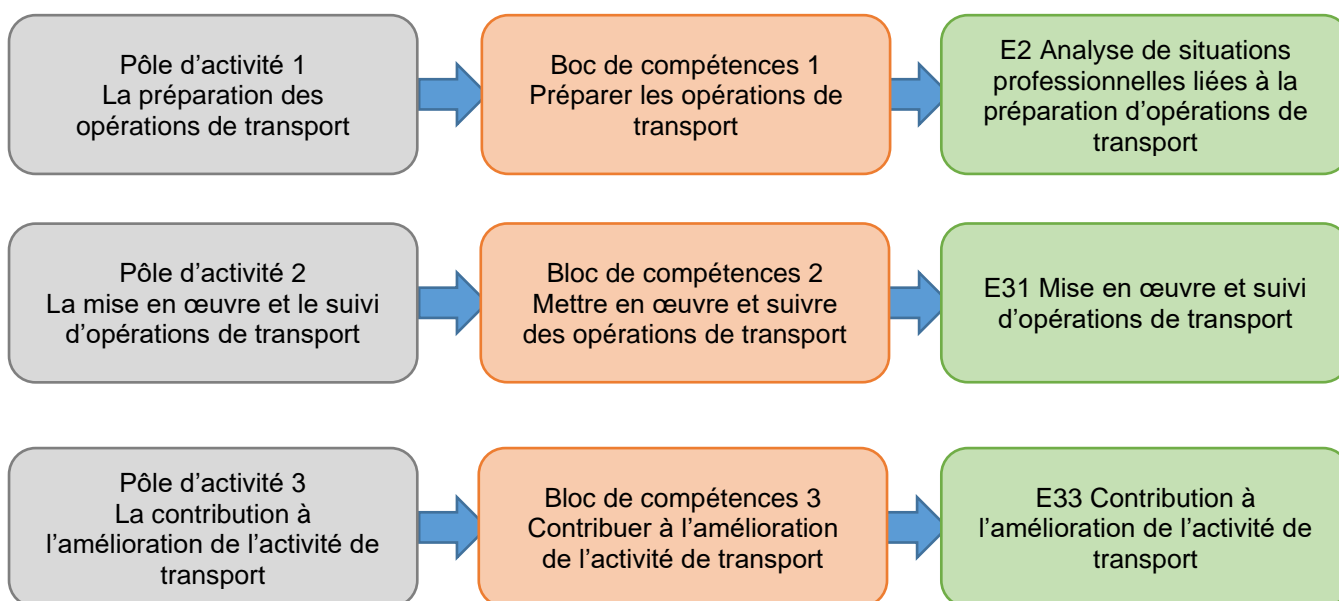 Pôle d’activité 1
La préparation des
opérations de transport
Boc de compétences 1
Préparer les opérations de
transport
E2 Analyse de situations
professionnelles liées à la
préparation d’opérations de
transport
Pôle d’activité 2
La mise en œuvre et le suivi
d’opérations de transport
Bloc de compétences 2
Mettre en œuvre et suivre
des opérations de transport
E31 Mise en œuvre et suivi
d’opérations de transport
Pôle d’activité 3
La contribution à
l’amélioration de l’activité de
transport
Bloc de compétences 3
Contribuer à l’amélioration
de l’activité de transport
E33 Contribution à
l’amélioration de l’activité de
transport